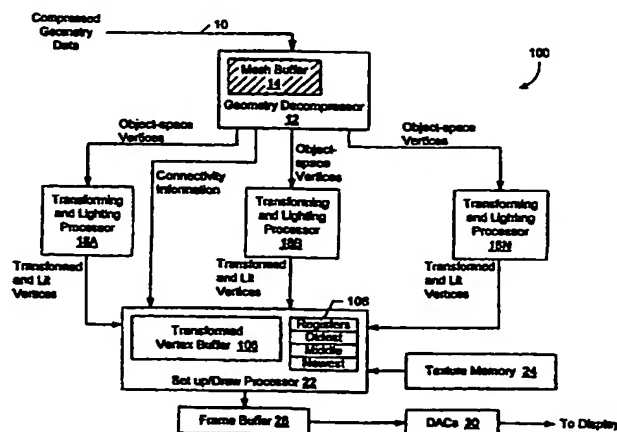 Compressed
Geometry
Data
10
100
Mesh Buffer
14
Geometry Decompressor
12
Object-space
Vertices
Connectivity
Information
Object-
space
Vertices
Object-space
Vertices
Transforming
and Lighting
Processor
18A
Transforming
and Lighting
Processor
18B
Transforming
and Lighting
Processor
18N
Transformed
and Lit
Vertices
Transformed
and Lit
Vertices
Transformed
and Lit
Vertices
108
Transformed
Vertex Buffer 106
Registers
Oldest
Middle
Newest
Set up/Draw Processor 22
Texture Memory 24
Frame Buffer 28
DACs 30
To Display